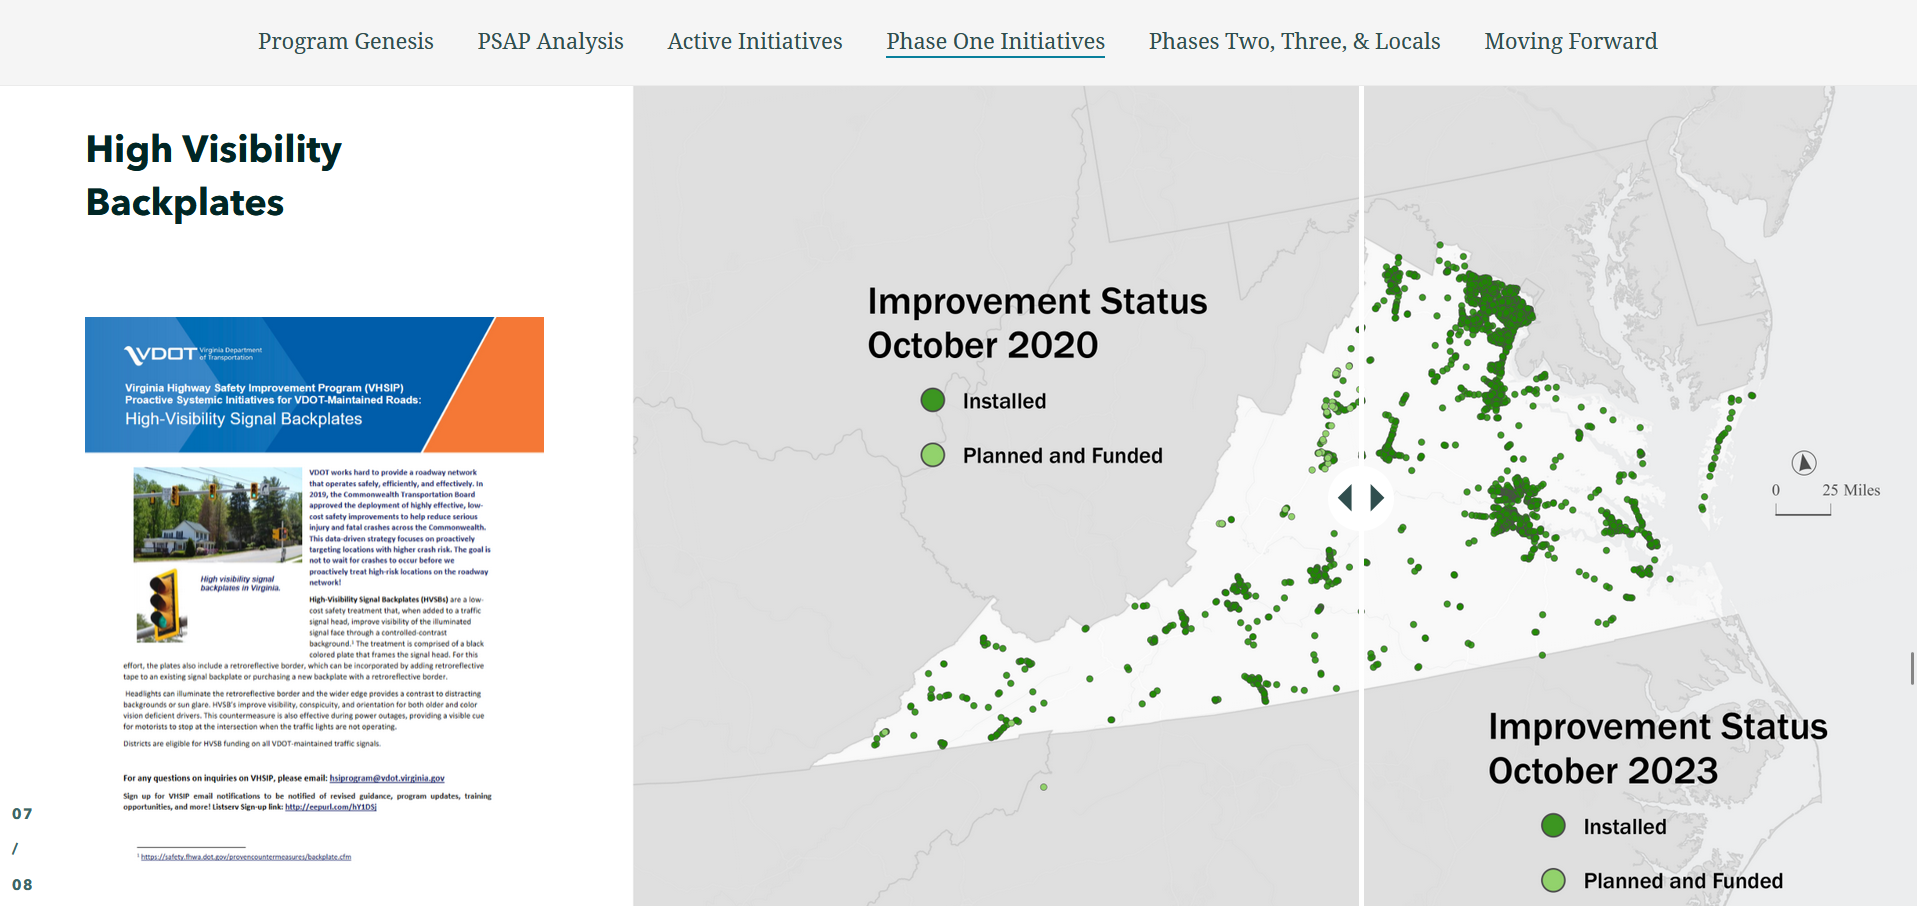 Program Genesis
PSAP Analysis
Active Initiatives
Phase One Initiatives
Phases Two, Three, & Locals
Moving Forward
High Visibility
Backplates
VDOT Virginia Department
of Transportation
Virginia Highway Safety Improvement Program (VHSIP)
Proactive Systemic Initiatives for VDOT-Maintained Roads:
High-Visibility Signal Backplates
VDOT works hard to provide a roadway network
that operates safely, efficiently, and effectively. In
2019, the Commonwealth Transportation Board
approved the deployment of highly effective, low-
cost safety improvements to help reduce serious
injury and fatal crashes across the Commonwealth.
This data-driven strategy focuses on proactively
targeting locations with higher crash risk. The goal is
not to wait for crashes to occur before we
proactively treat high-risk locations on the roadway
network!
High visibility signal
backplates in Virginia.
High-Visibility Signal Backplates (HVSBs) are a low-
cost safety treatment that, when added to a traffic
signal head, improve visibility of the illuminated
signal face through a controlled-contrast
background.¹ The treatment is comprised of a black
colored plate that frames the signal head. For this
effort, the plates also include a retroreflective border, which can be incorporated by adding retroreflective
tape to an existing signal backplate or purchasing a new backplate with a retroreflective border.
Headlights can illuminate the retroreflective border and the wider edge provides a contrast to distracting
backgrounds or sun glare. HVSB's improve visibility, conspicuity, and orientation for both older and color
vision deficient drivers. This countermeasure is also effective during power outages, providing a visible cue
for motorists to stop at the intersection when the traffic lights are not operating.
Districts are eligible for HVSB funding on all VDOT-maintained traffic signals.
For any questions on inquiries on VHSIP, please email: hsiprogram@vdot.virginia.gov
Sign up for VHSIP email notifications to be notified of revised guidance, program updates, training
opportunities, and more! Listserv Sign-up link: http://eepurl.com/hY1DSj
¹ https://safety.fhwa.dot.gov/provencountermeasures/backplate.cfm
07
/
08
Improvement Status
October 2020
Installed
Planned and Funded
0 25 Miles
Improvement Status
October 2023
Installed
Planned and Funded